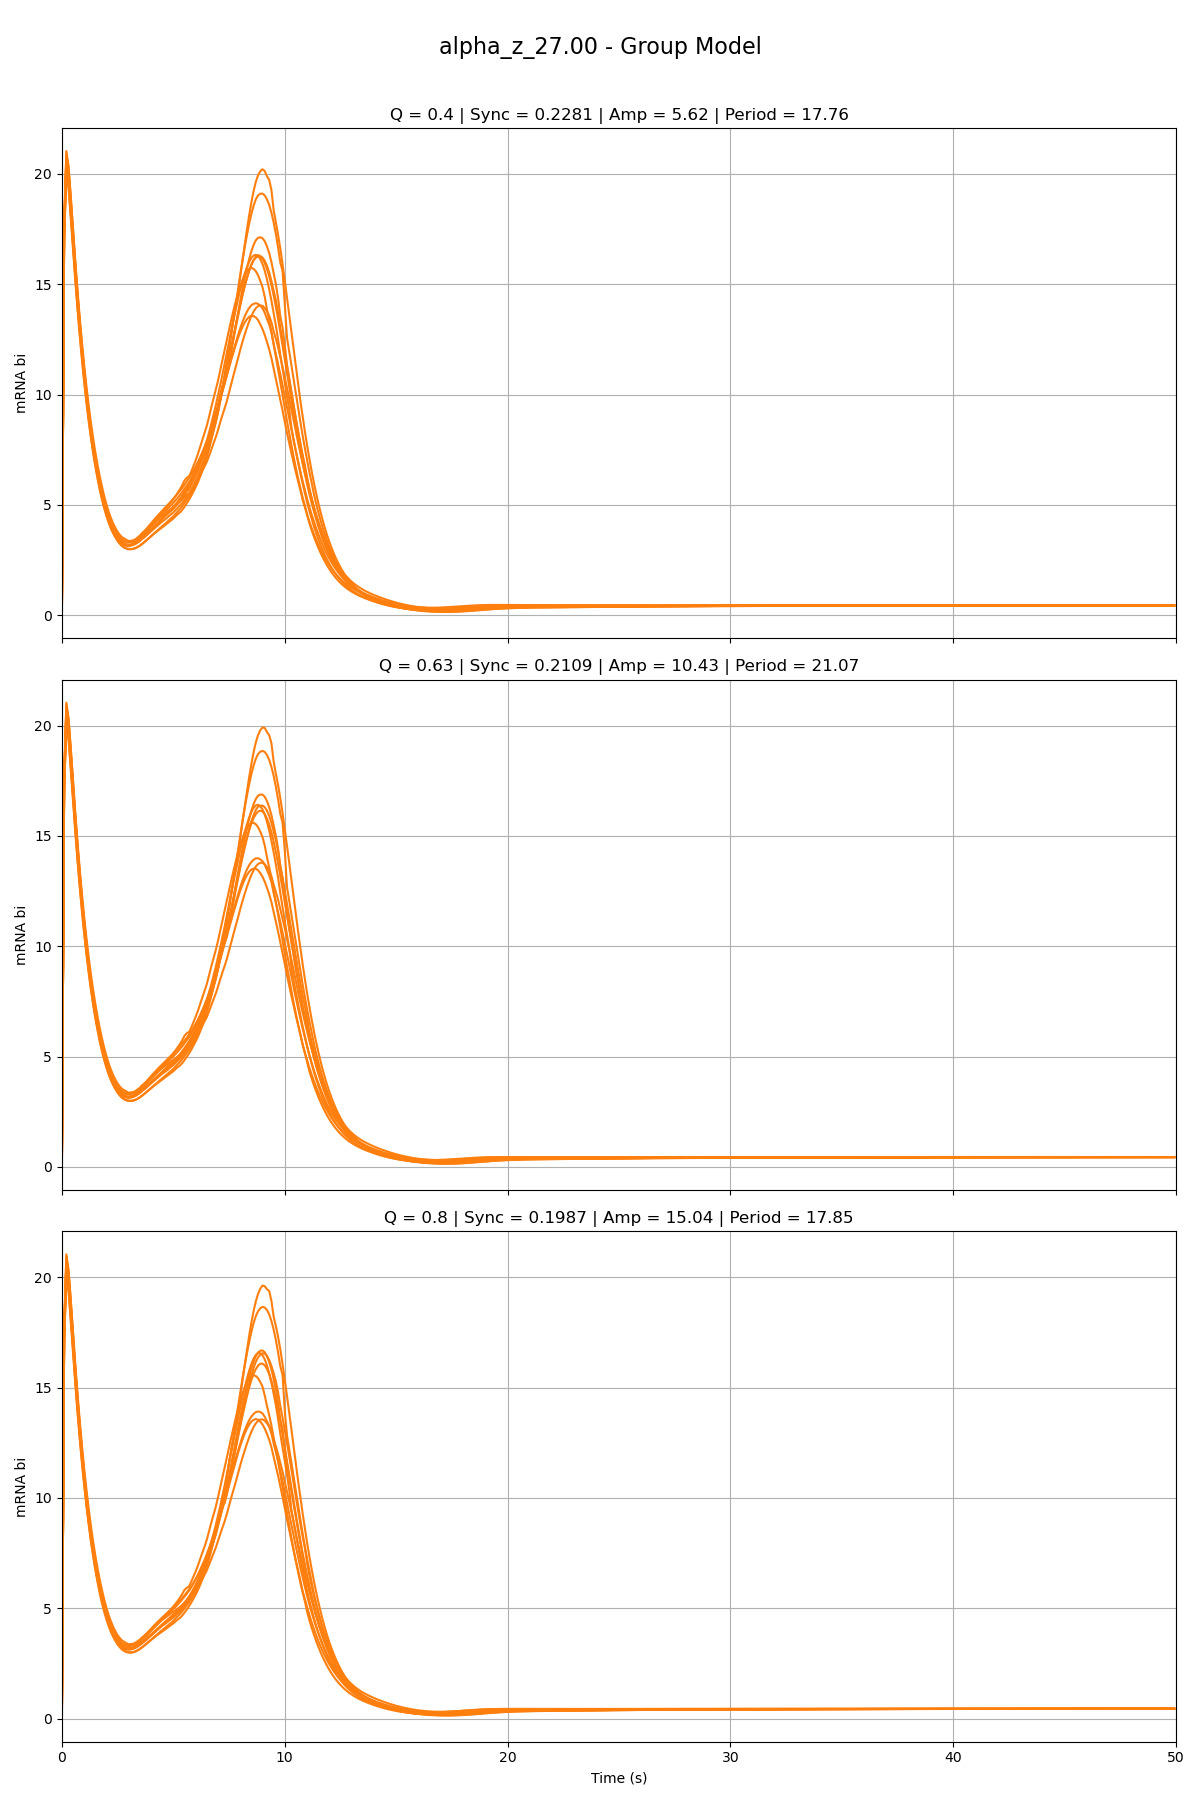 alpha_z_27.00 - Group Model
Q = 0.4 | Sync = 0.2281 | Amp = 5.62 | Period = 17.76
20
15
10
5
0
mRNA bi
Q = 0.63 | Sync = 0.2109 | Amp = 10.43 | Period = 21.07
20
15
10
5
0
mRNA bi
Q = 0.8 | Sync = 0.1987 | Amp = 15.04 | Period = 17.85
20
15
10
5
0
mRNA bi
0 10 20 30 40 50
Time (s)